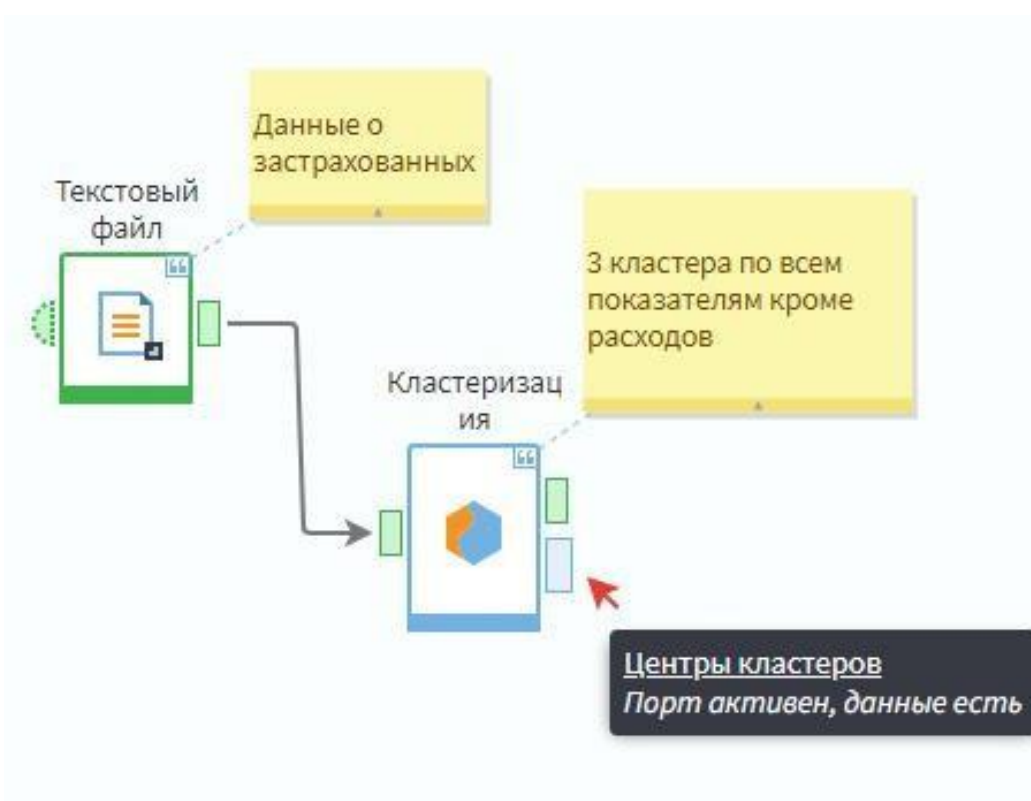 Данные о
застрахованных
Текстовый
файл
3 кластера по всем
показателям кроме
расходов
Кластеризац
ия
Центры кластеров
Порт активен, данные есть